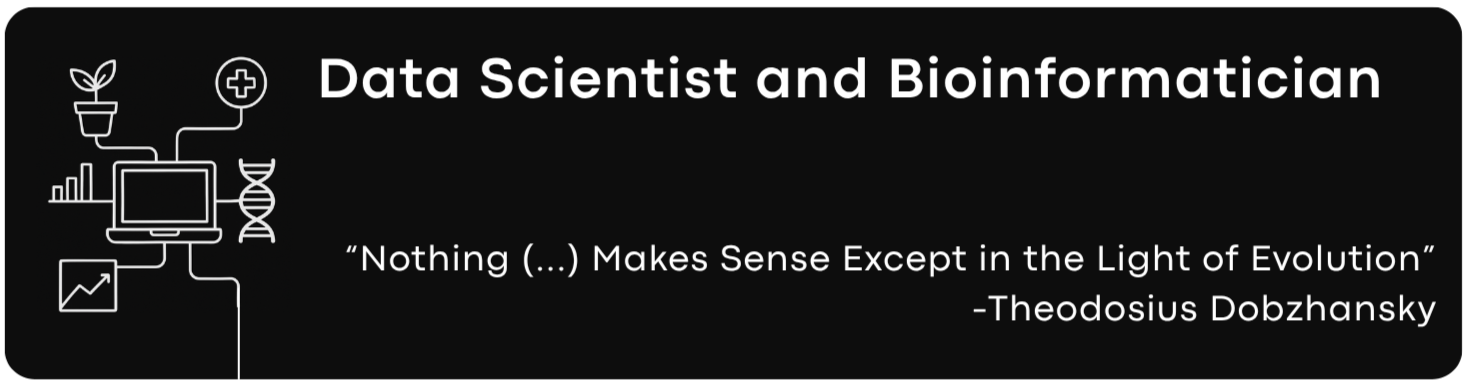 Data Scientist and Bioinformatician
“Nothing (...) Makes Sense Except in the Light of Evolution”
-Theodosius Dobzhansky